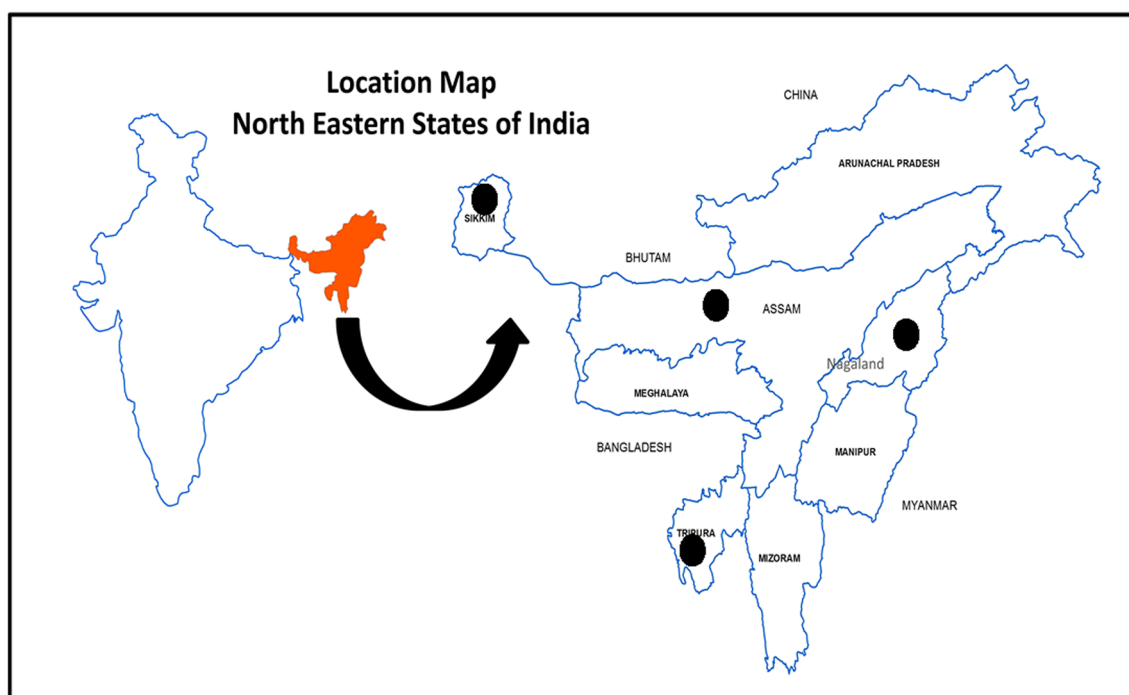 Location Map
North Eastern States of India
CHINA
ARUNACHAL PRADESH
SIKKIM
BHUTAM
ASSAM
Nagaland
MEGHALAYA
BANGLADESH
MANIPUR
MYANMAR
TRIPURA
MIZORAM